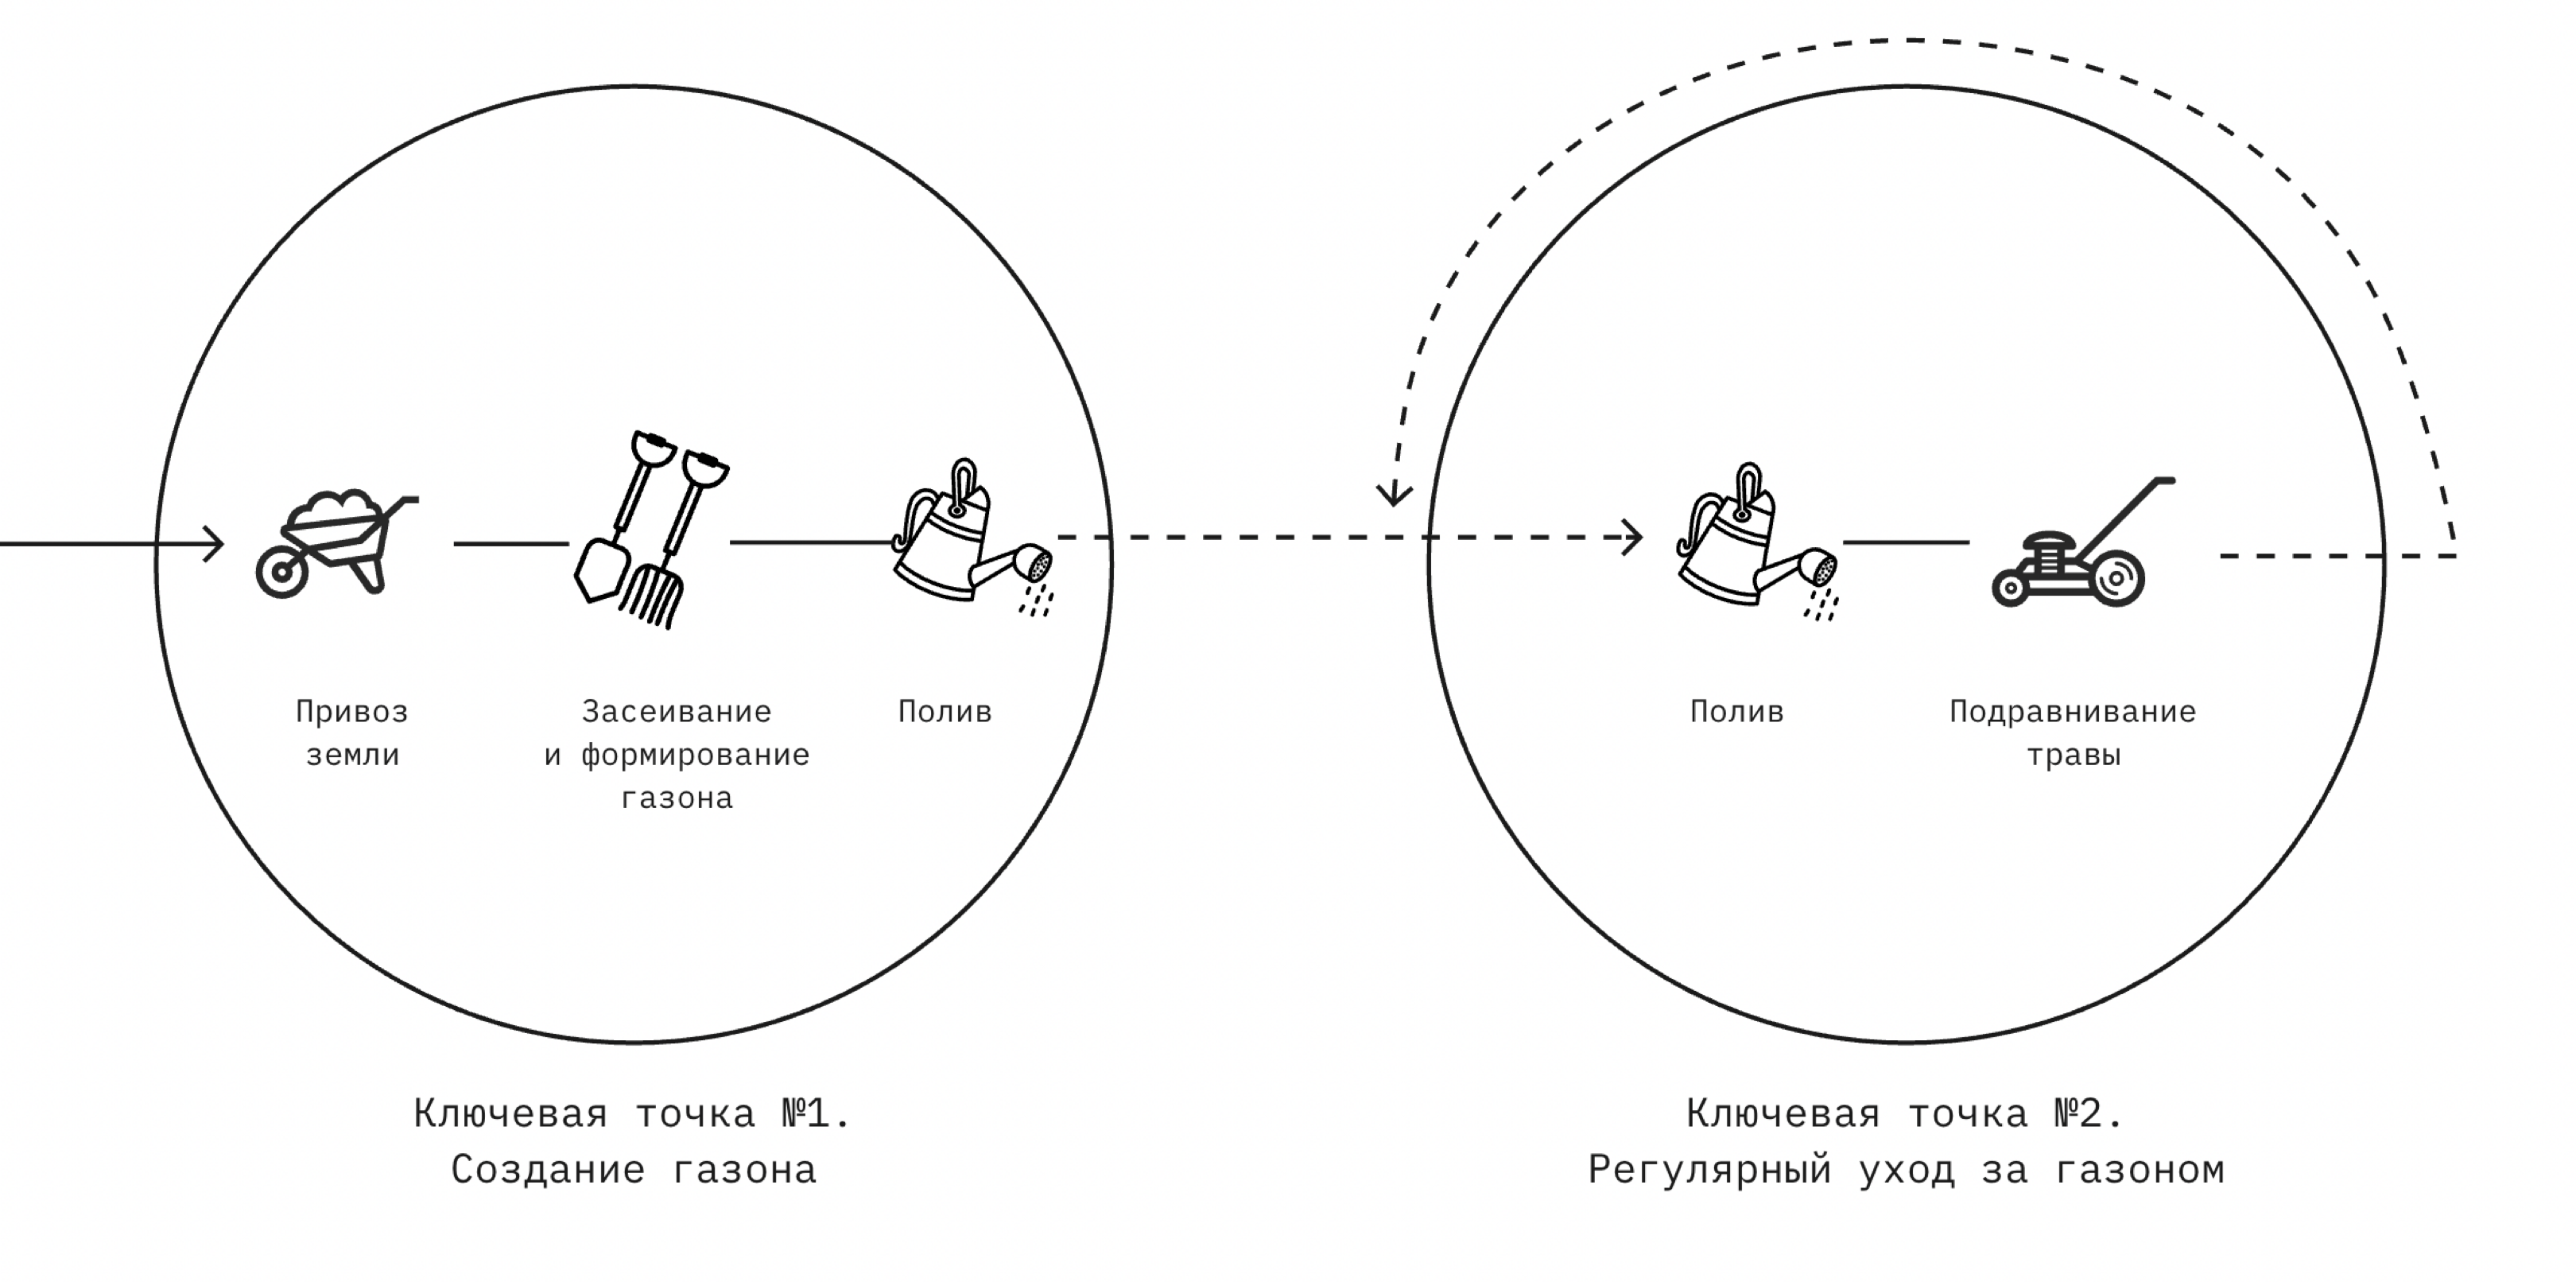 Привоз
земли
Засеивание
и формирование
газона
Полив
Полив
Подравнивание
травы
Ключевая точка №1.
Создание газона
Ключевая точка №2.
Регулярный уход за газоном